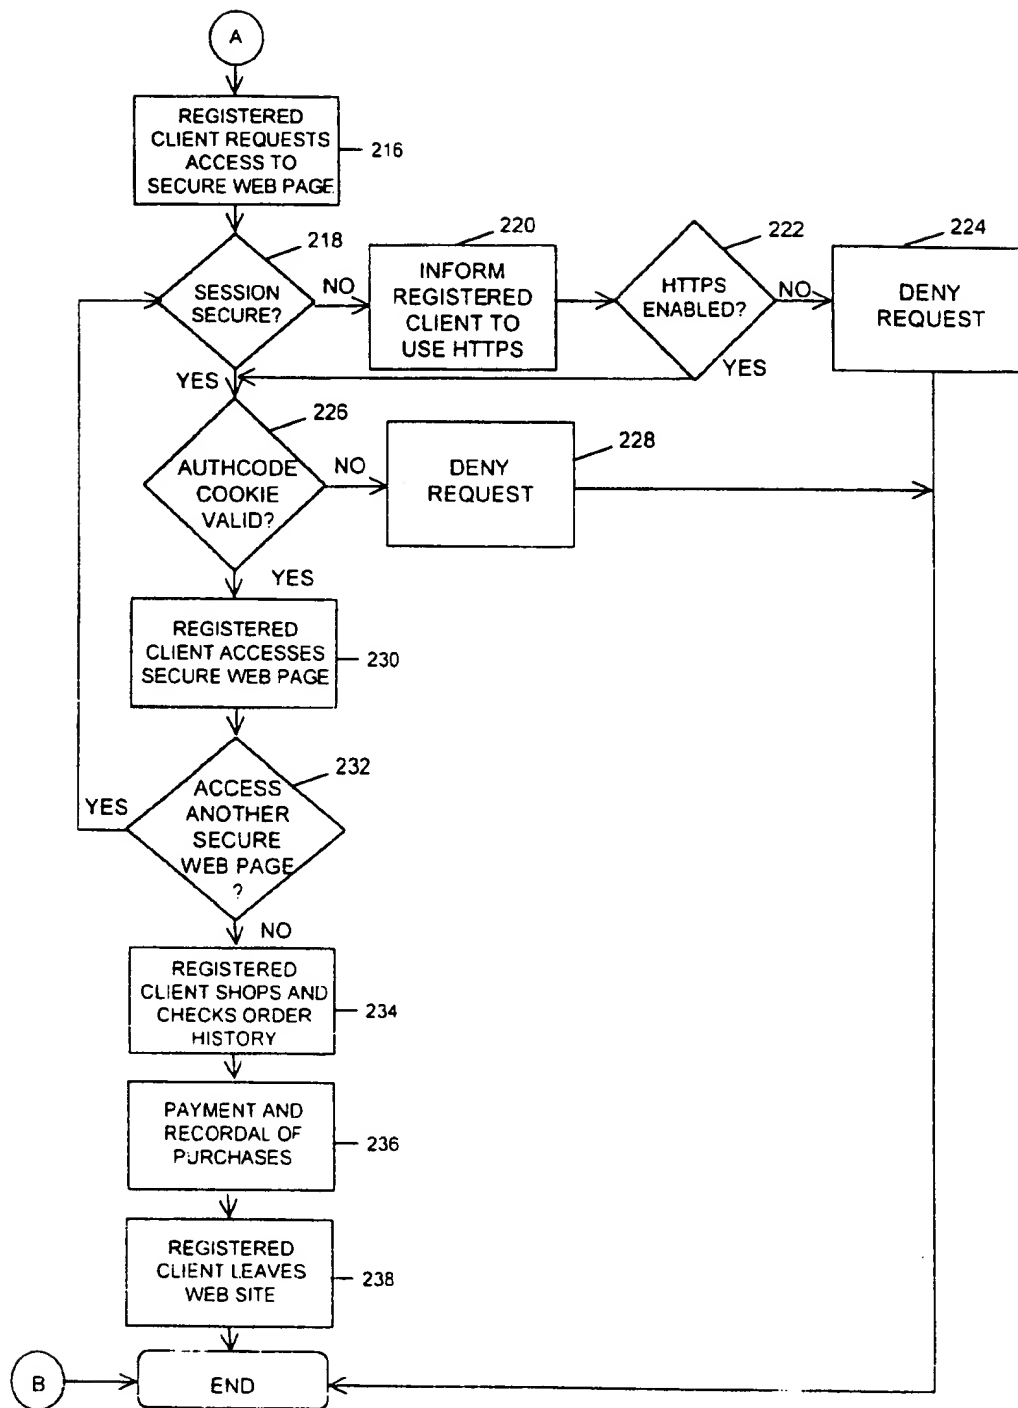 A
REGISTERED
CLIENT REQUESTS
ACCESS TO
SECURE WEB PAGE
216
218
SESSION
SECURE?
NO
YES
220
INFORM
REGISTERED
CLIENT TO
USE HTTPS
222
HTTPS
ENABLED?
NO
YES
224
DENY
REQUEST
226
AUTHCODE
COOKIE
VALID?
NO
YES
228
DENY
REQUEST
REGISTERED
CLIENT ACCESSES
SECURE WEB PAGE
230
232
ACCESS
ANOTHER
SECURE
WEB PAGE
?
YES
NO
REGISTERED
CLIENT SHOPS AND
CHECKS ORDER
HISTORY
234
PAYMENT AND
RECORDAL OF
PURCHASES
236
REGISTERED
CLIENT LEAVES
WEB SITE
238
B
END